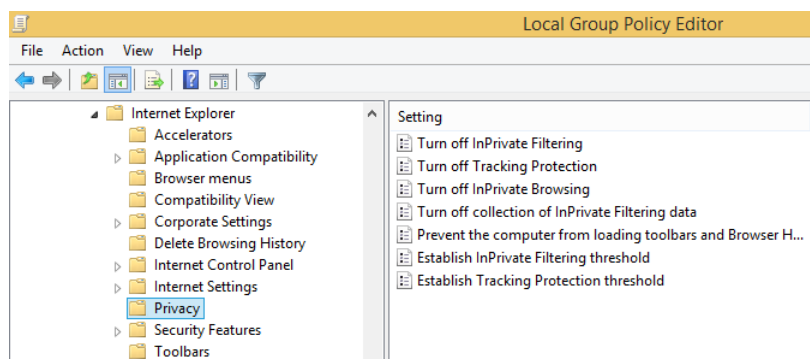 Local Group Policy Editor
File Action View Help
Internet Explorer
Accelerators
Application Compatibility
Browser menus
Compatibility View
Corporate Settings
Delete Browsing History
Internet Control Panel
Internet Settings
Privacy
Security Features
Toolbars
Setting
Turn off InPrivate Filtering
Turn off Tracking Protection
Turn off InPrivate Browsing
Turn off collection of InPrivate Filtering data
Prevent the computer from loading toolbars and Browser H...
Establish InPrivate Filtering threshold
Establish Tracking Protection threshold